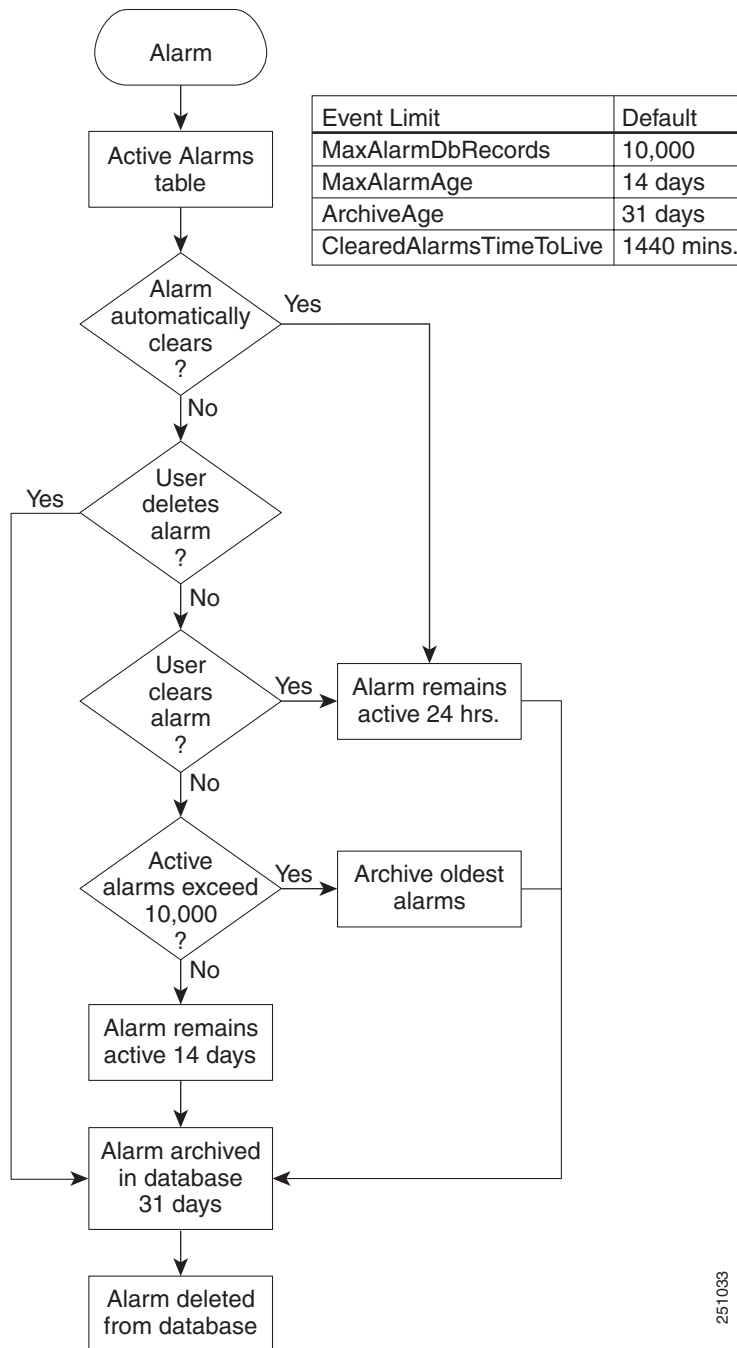 Alarm
Event Limit Default
MaxAlarmDbRecords 10,000
MaxAlarmAge 14 days
ArchiveAge 31 days
ClearedAlarmsTimeToLive 1440 mins.
Active Alarms
table
Alarm
automatically
clears
?
Yes
No
User
deletes
alarm
?
Yes
No
User
clears
alarm
?
Yes
Alarm remains
active 24 hrs.
No
Active
alarms exceed
10,000
?
Yes
Archive oldest
alarms
No
Alarm remains
active 14 days
Alarm archived
in database
31 days
Alarm deleted
from database
251033